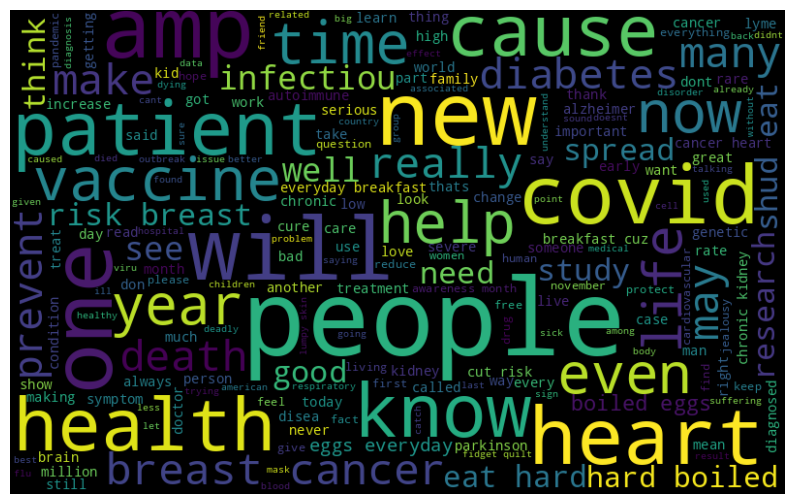 amp
time
cause
many
think
make
infectiou
diabetes
now
shud eat
patient
new
vaccine
well
really
spread
covid
risk breast
help
will
one
prevent
see
need
study
may
life
research
year
people
death
good
even
boiled eggs
health
know
heart
breast cancer
eat hard
hard boiled
big
learn
thing
cancer
lyme
everything
back
didnt
related
friend
pandemic
diagnosis
getting
data
hope
dying
kid
effect
high
world
part
family
associated
dont
rare
disorder
already
without
increase
got
work
autoimmune
serious
thank
alzheimer
said
cant
sure
country
take
question
group
understand
sound
doesnt
important
cancer heart
caused
died
outbreak
issue
better
say
early
great
want
talking
given
found
everyday breakfast
thats
change
used
chronic
low
look
point
cell
genetic
day
read
hospital
cure
care
severe
breakfast cuz
treat
problem
bad
use
love
women
human
someone
medical
rate
viru
month
saying
reduce
november
protect
don
please
children
another
treatment
awareness month
free
live
case
cardiovascular
jealousy
chronic kidney
condition
ill
healthy
deadly
much
lumpy skin
going
drug
sick
among
man
right
keep
find
body
suffering
diagnosed
show
always
person
living
kidney
cut risk
making
symptom
doctor
american
respiratory
first
called
last
way
every
sign
trying
feel
today
less
let
never
disea
fact
catch
brain
eggs everyday
parkinson
mean
best
million
give
fidget quilt
still
flu
mask
blood